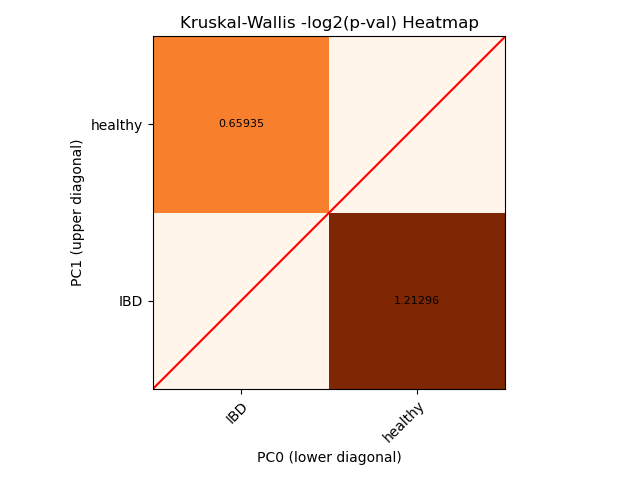 Kruskal-Wallis -log2(p-val) Heatmap
PC1 (upper diagonal)
healthy
0.65935
IBD
1.21296
IBD
healthy
PC0 (lower diagonal)